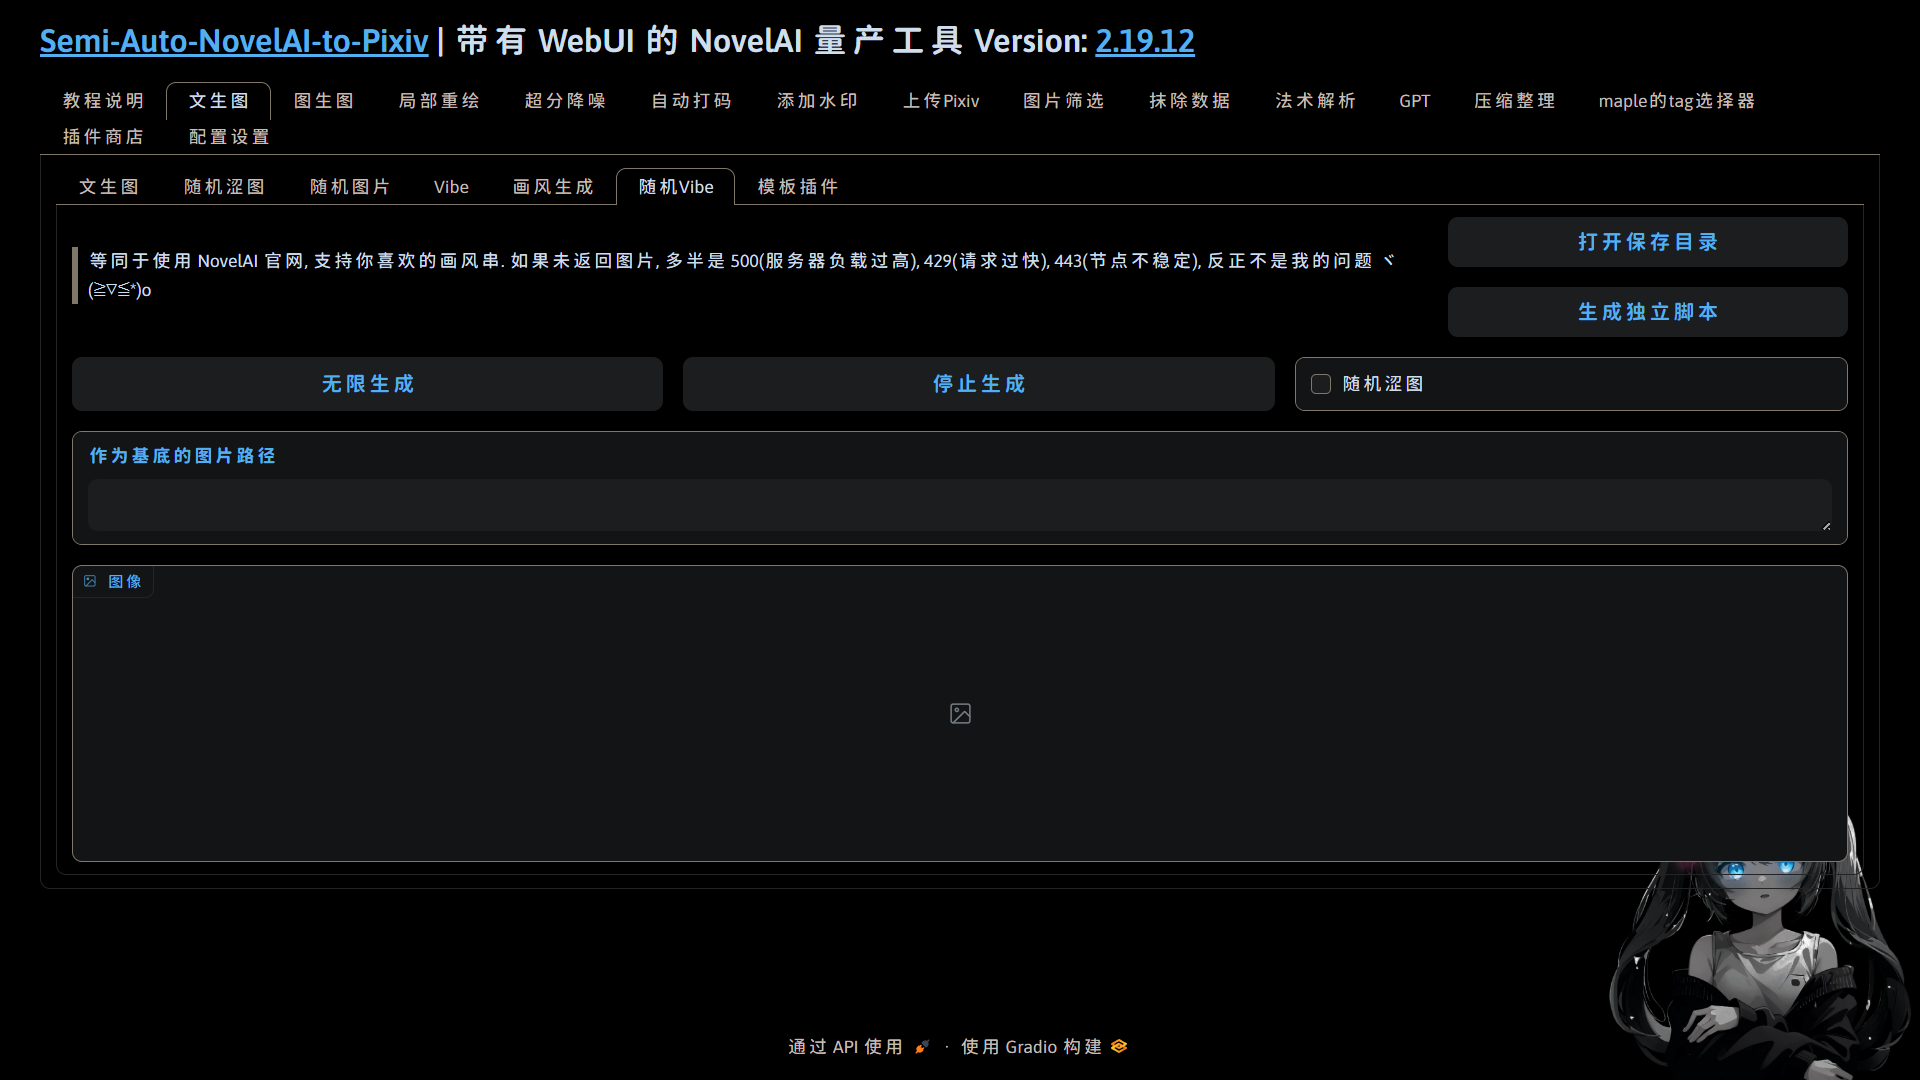 Semi-Auto-NovelAI-to-Pixiv | 带有 WebUI 的 NovelAI 量产工具 Version: 2.19.12
教程说明 文生图 图生图 局部重绘 超分降噪 自动打码 添加水印 上传Pixiv 图片筛选 抹除数据 法术解析 GPT 压缩整理 maple的tag选择器
插件商店 配置设置
文生图 随机涩图 随机图片 Vibe 画风生成 随机Vibe 模板插件
等同于使用 NovelAI 官网, 支持你喜欢的画风串. 如果未返回图片, 多半是 500(服务器负载过高), 429(请求过快), 443(节点不稳定), 反正不是我的问题 ヾ
(≧▽≦*)o
打开保存目录
生成独立脚本
无限生成 停止生成 随机涩图
作为基底的图片路径
图像
通过 API 使用 🚀 · 使用 Gradio 构建